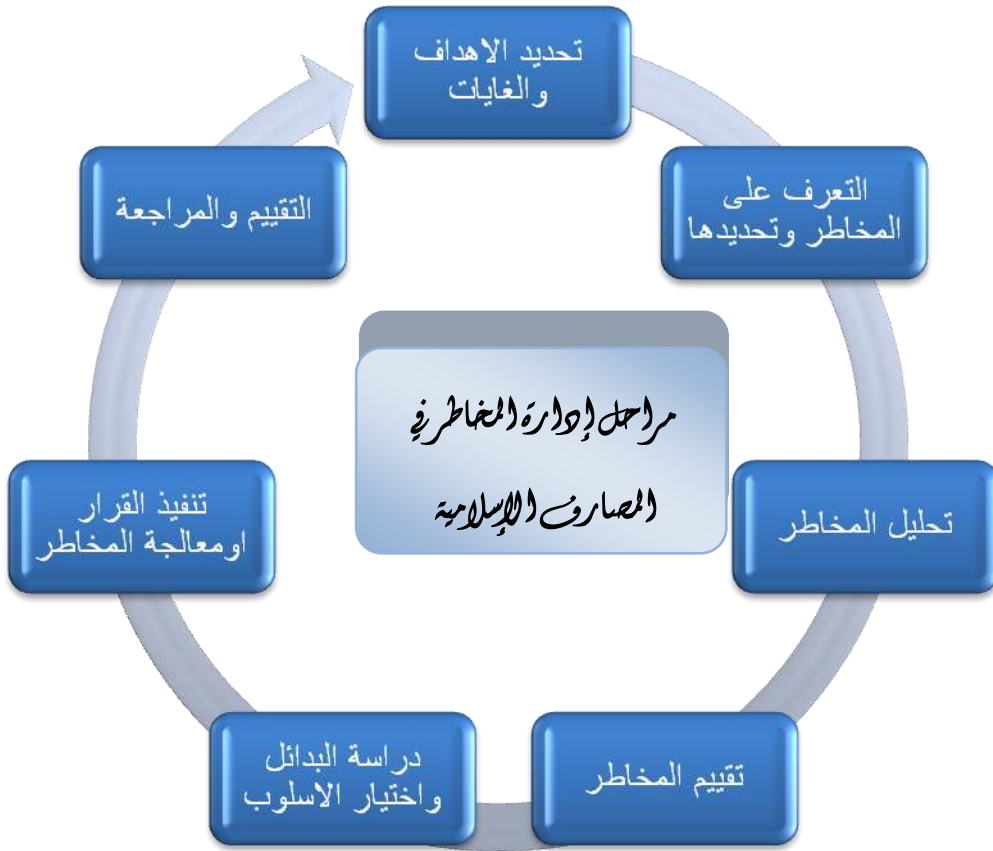 تحديد الاهداف
والغايات
التعرف على
المخاطر وتحديدها
تحليل المخاطر
تقييم المخاطر
دراسة البدائل
واختيار الاسلوب
تنفيذ القرار
اومعالجة المخاطر
التقييم والمراجعة
مراحل إدارة المخاطر في
المصارف الإسلامية